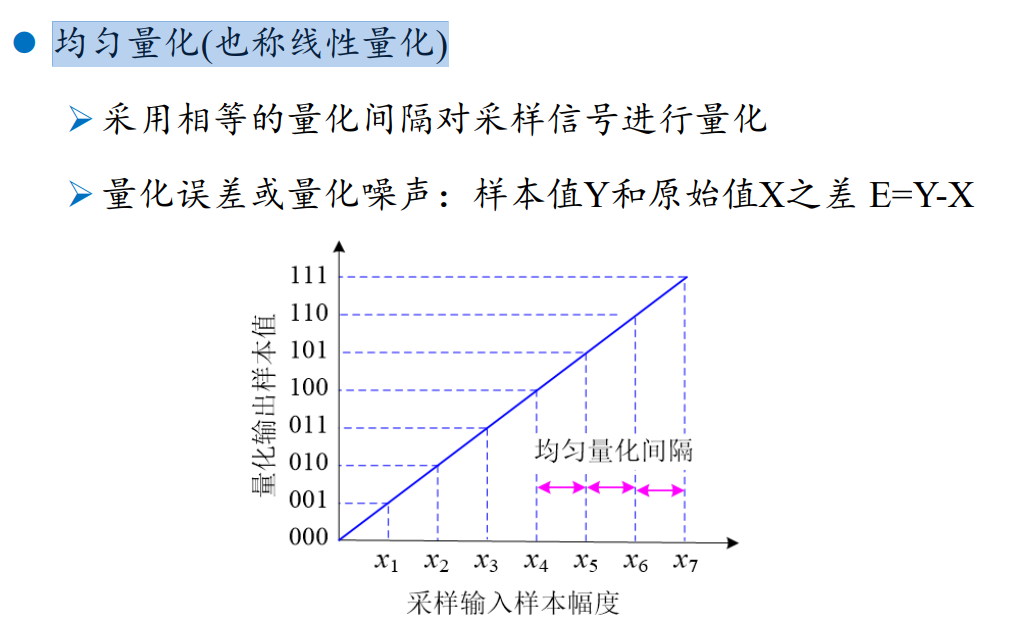 均匀量化(也称线性量化)
采用相等的量化间隔对采样信号进行量化
量化误差或量化噪声：样本值Y和原始值X之差 E=Y-X
量化输出样本值
111
110
101
100
011
010
001
000
均匀量化间隔
x1 x2 x3 x4 x5 x6 x7
采样输入样本幅度